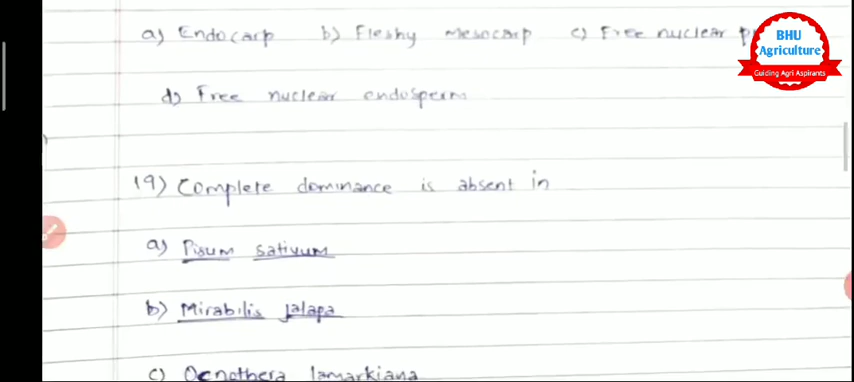 a) Endocarp b) Fleshy Mesocarp c) Free nuclear
d) Free nuclear endosperm
BHU
Agriculture
Guiding Agri Aspirants
19) Complete dominance is absent in
a) Pisum sativum
b) Mirabilis jalapa
c) Oenothera lamarkiana